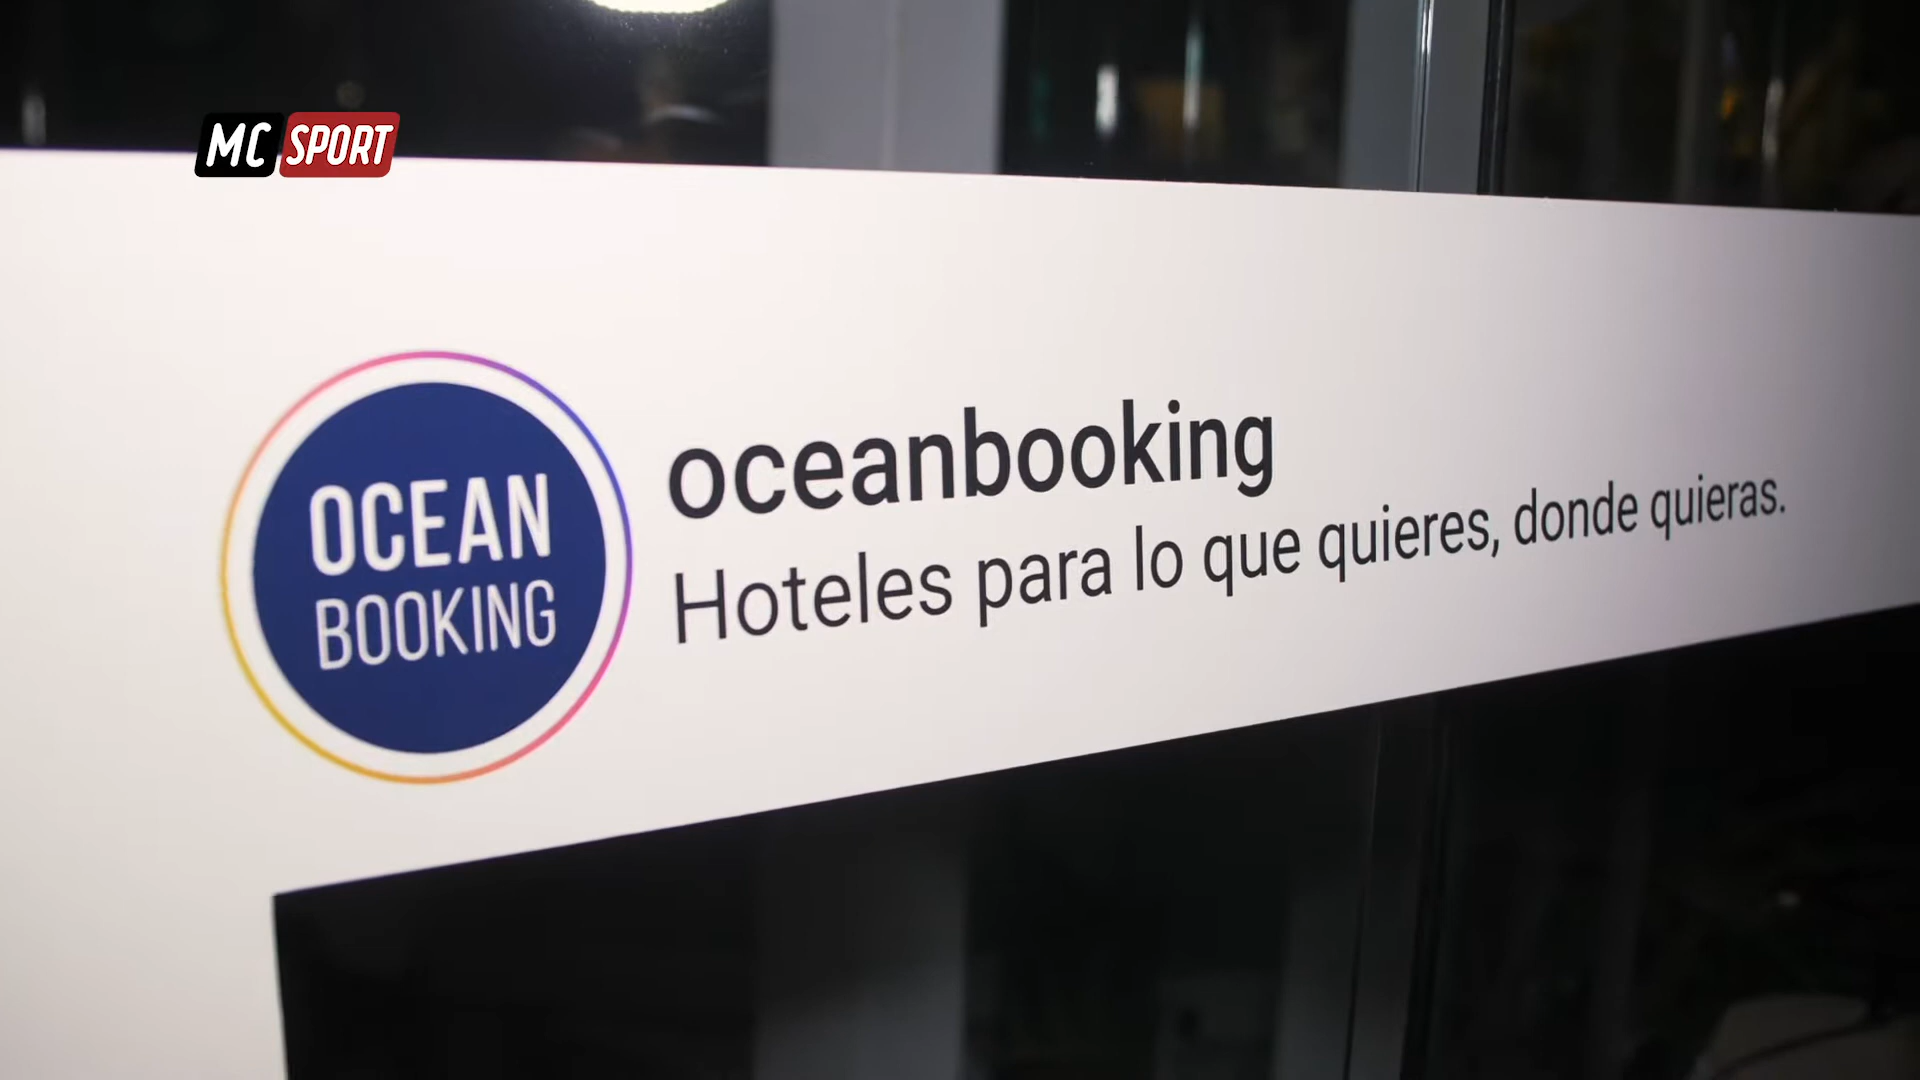 MC SPORT
OCEAN
BOOKING
oceanbooking
Hoteles para lo que quieres, donde quieras.